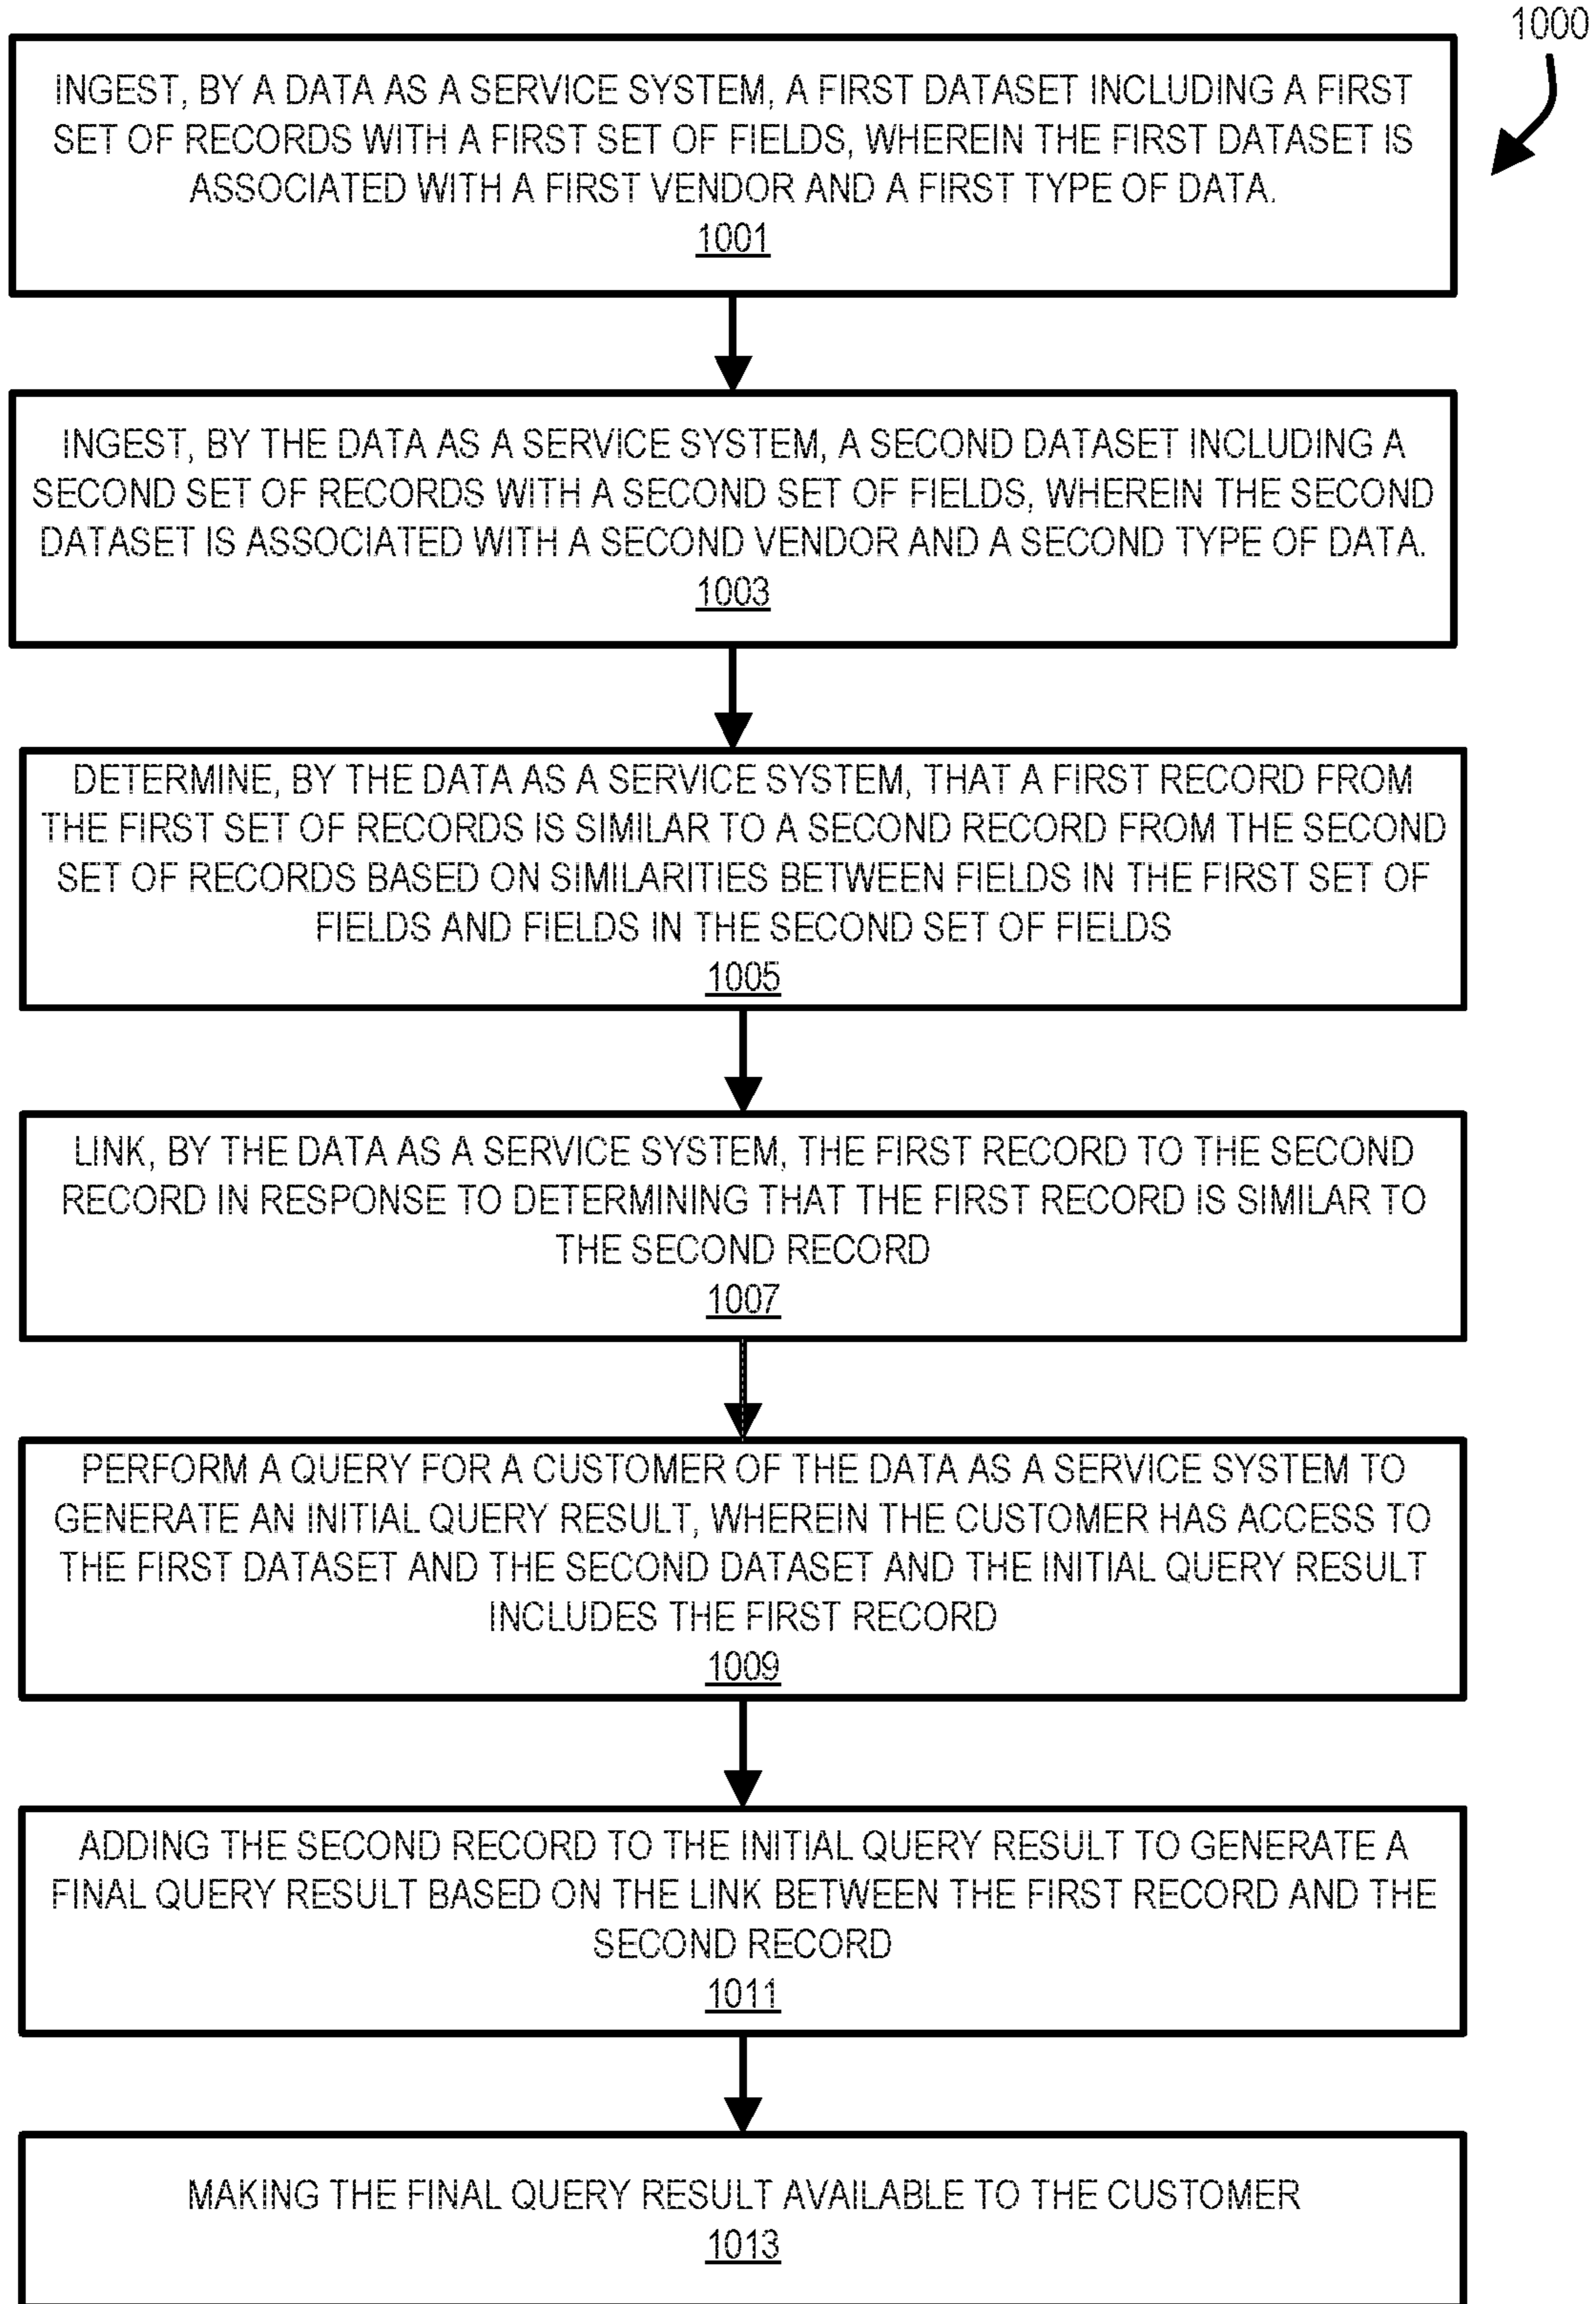 1000
INGEST, BY A DATA AS A SERVICE SYSTEM, A FIRST DATASET INCLUDING A FIRST
SET OF RECORDS WITH A FIRST SET OF FIELDS, WHEREIN THE FIRST DATASET IS
ASSOCIATED WITH A FIRST VENDOR AND A FIRST TYPE OF DATA.
1001
INGEST, BY THE DATA AS A SERVICE SYSTEM, A SECOND DATASET INCLUDING A
SECOND SET OF RECORDS WITH A SECOND SET OF FIELDS, WHEREIN THE SECOND
DATASET IS ASSOCIATED WITH A SECOND VENDOR AND A SECOND TYPE OF DATA.
1003
DETERMINE, BY THE DATA AS A SERVICE SYSTEM, THAT A FIRST RECORD FROM
THE FIRST SET OF RECORDS IS SIMILAR TO A SECOND RECORD FROM THE SECOND
SET OF RECORDS BASED ON SIMILARITIES BETWEEN FIELDS IN THE FIRST SET OF
FIELDS AND FIELDS IN THE SECOND SET OF FIELDS
1005
LINK, BY THE DATA AS A SERVICE SYSTEM, THE FIRST RECORD TO THE SECOND
RECORD IN RESPONSE TO DETERMINING THAT THE FIRST RECORD IS SIMILAR TO
THE SECOND RECORD
1007
PERFORM A QUERY FOR A CUSTOMER OF THE DATA AS A SERVICE SYSTEM TO
GENERATE AN INITIAL QUERY RESULT, WHEREIN THE CUSTOMER HAS ACCESS TO
THE FIRST DATASET AND THE SECOND DATASET AND THE INITIAL QUERY RESULT
INCLUDES THE FIRST RECORD
1009
ADDING THE SECOND RECORD TO THE INITIAL QUERY RESULT TO GENERATE A
FINAL QUERY RESULT BASED ON THE LINK BETWEEN THE FIRST RECORD AND THE
SECOND RECORD
1011
MAKING THE FINAL QUERY RESULT AVAILABLE TO THE CUSTOMER
1013